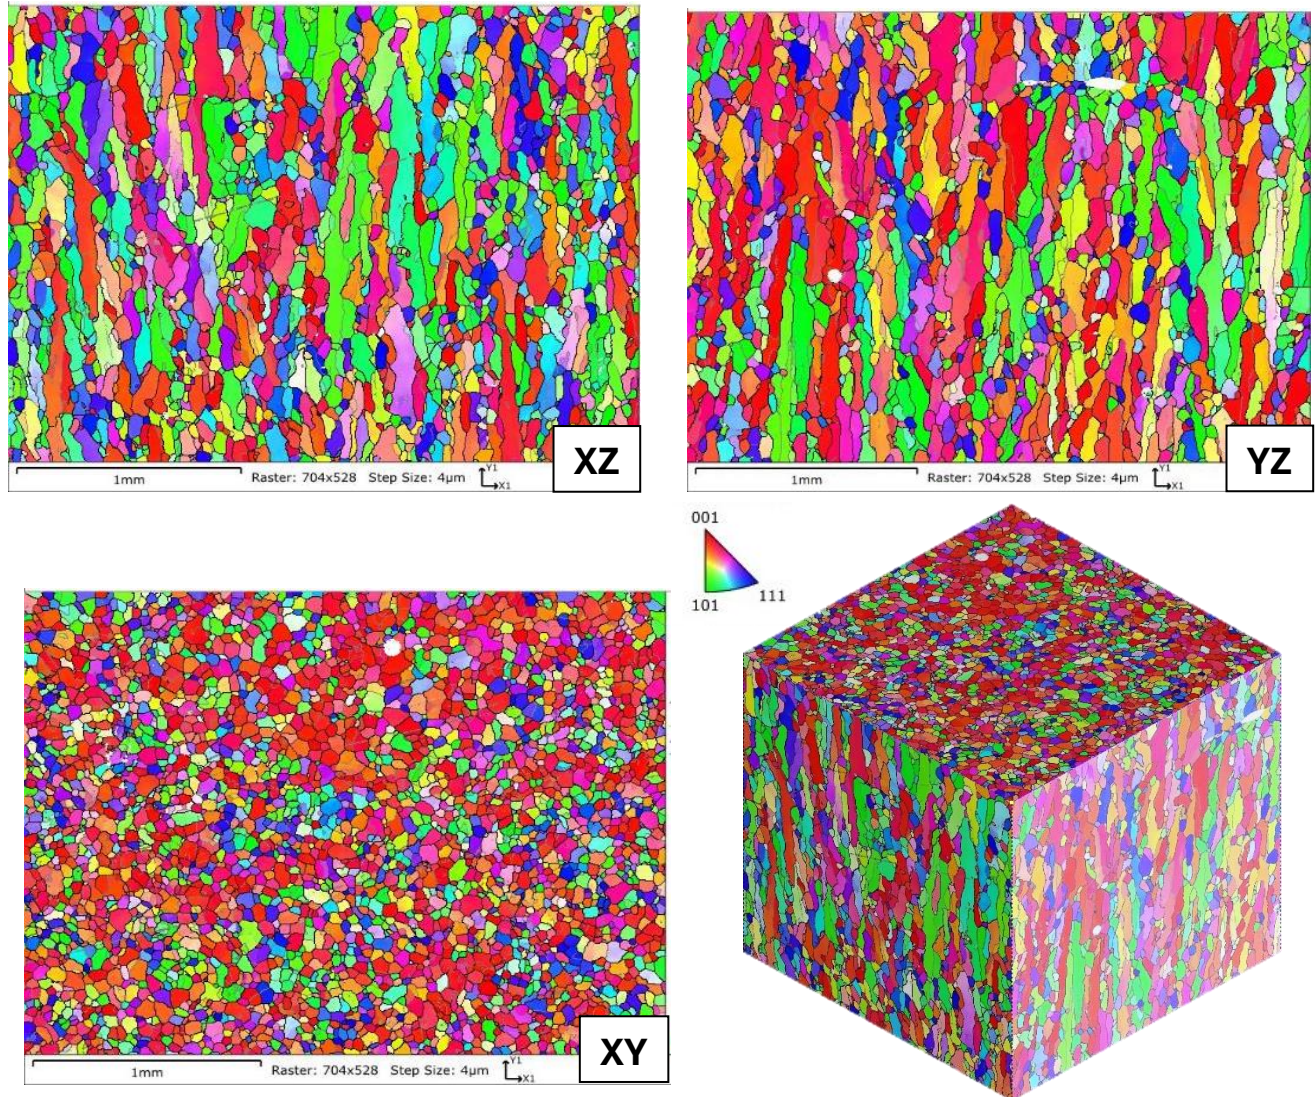 XZ
1mm Raster: 704x528 Step Size: 4µm Y1 X1
YZ
1mm Raster: 704x528 Step Size: 4µm Y1 X1
001
101 111
XY
1mm Raster: 704x528 Step Size: 4µm Y1 X1